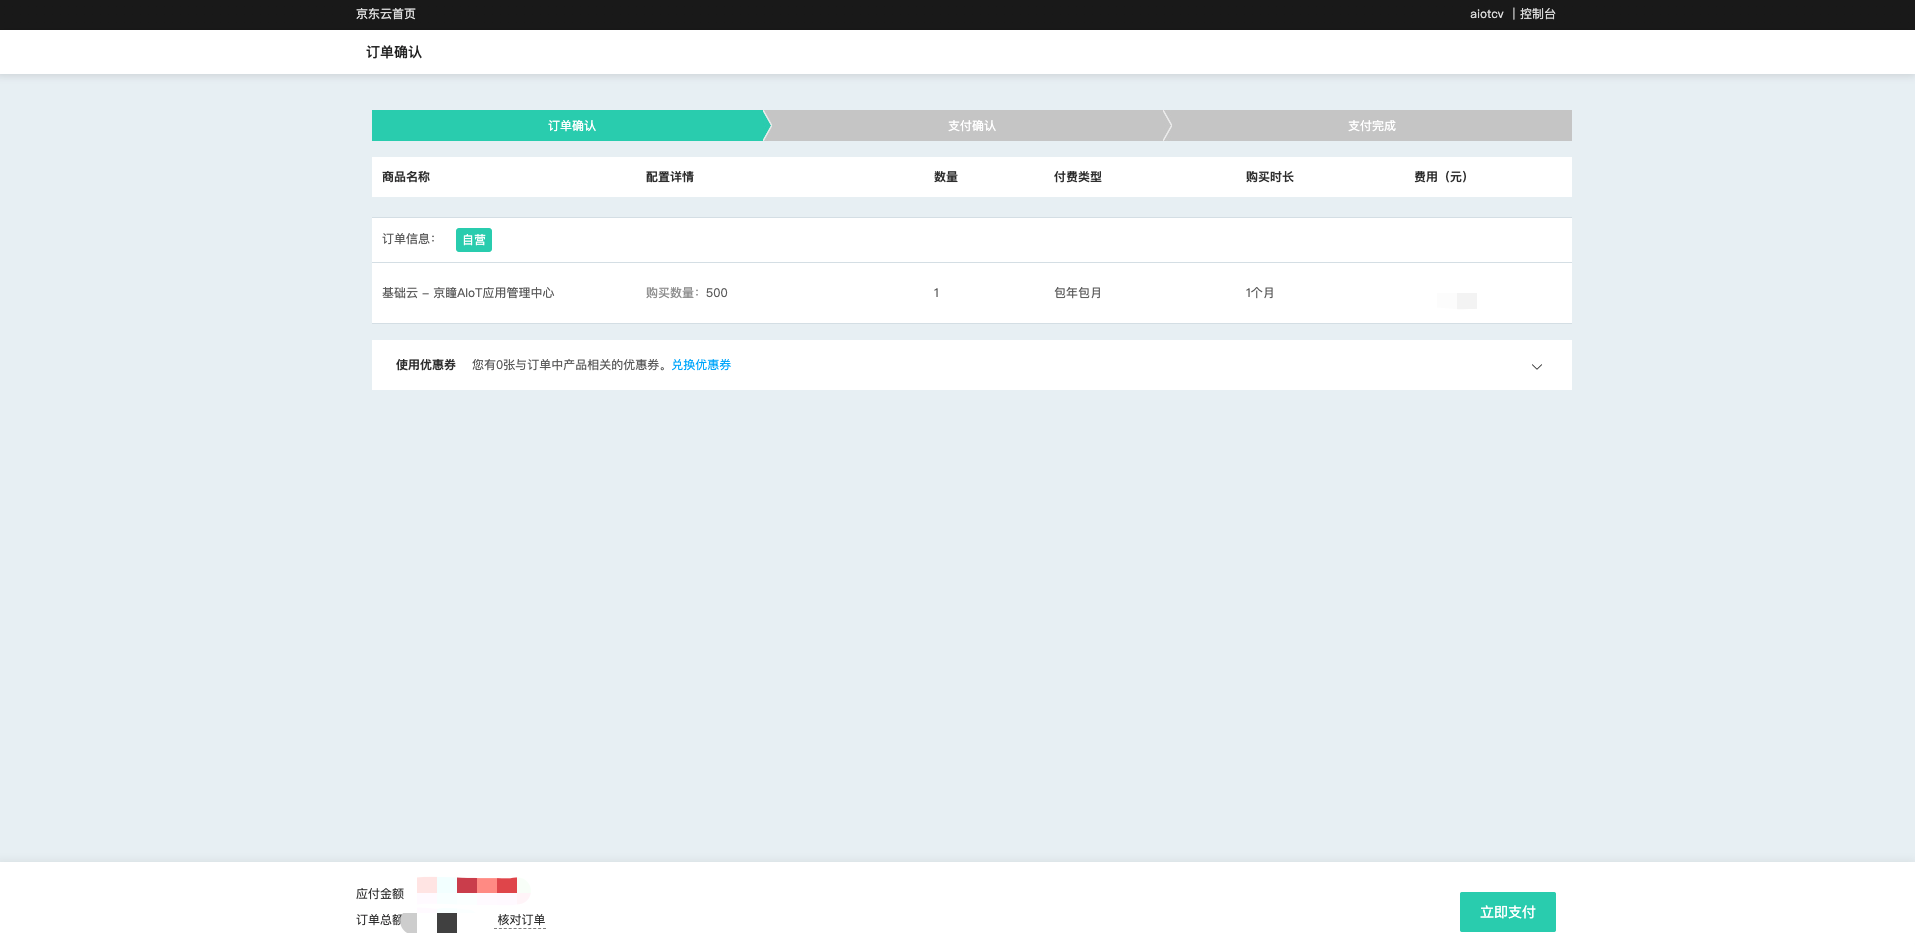 京东云首页 aiotcv | 控制台
订单确认
订单确认 支付确认 支付完成
商品名称 配置详情 数量 付费类型 购买时长 费用（元）
订单信息： 自营
基础云 – 京瞳AIoT应用管理中心 购买数量：500 1 包年包月 1个月
使用优惠券 您有0张与订单中产品相关的优惠券。兑换优惠券
应付金额
订单总额 核对订单
立即支付